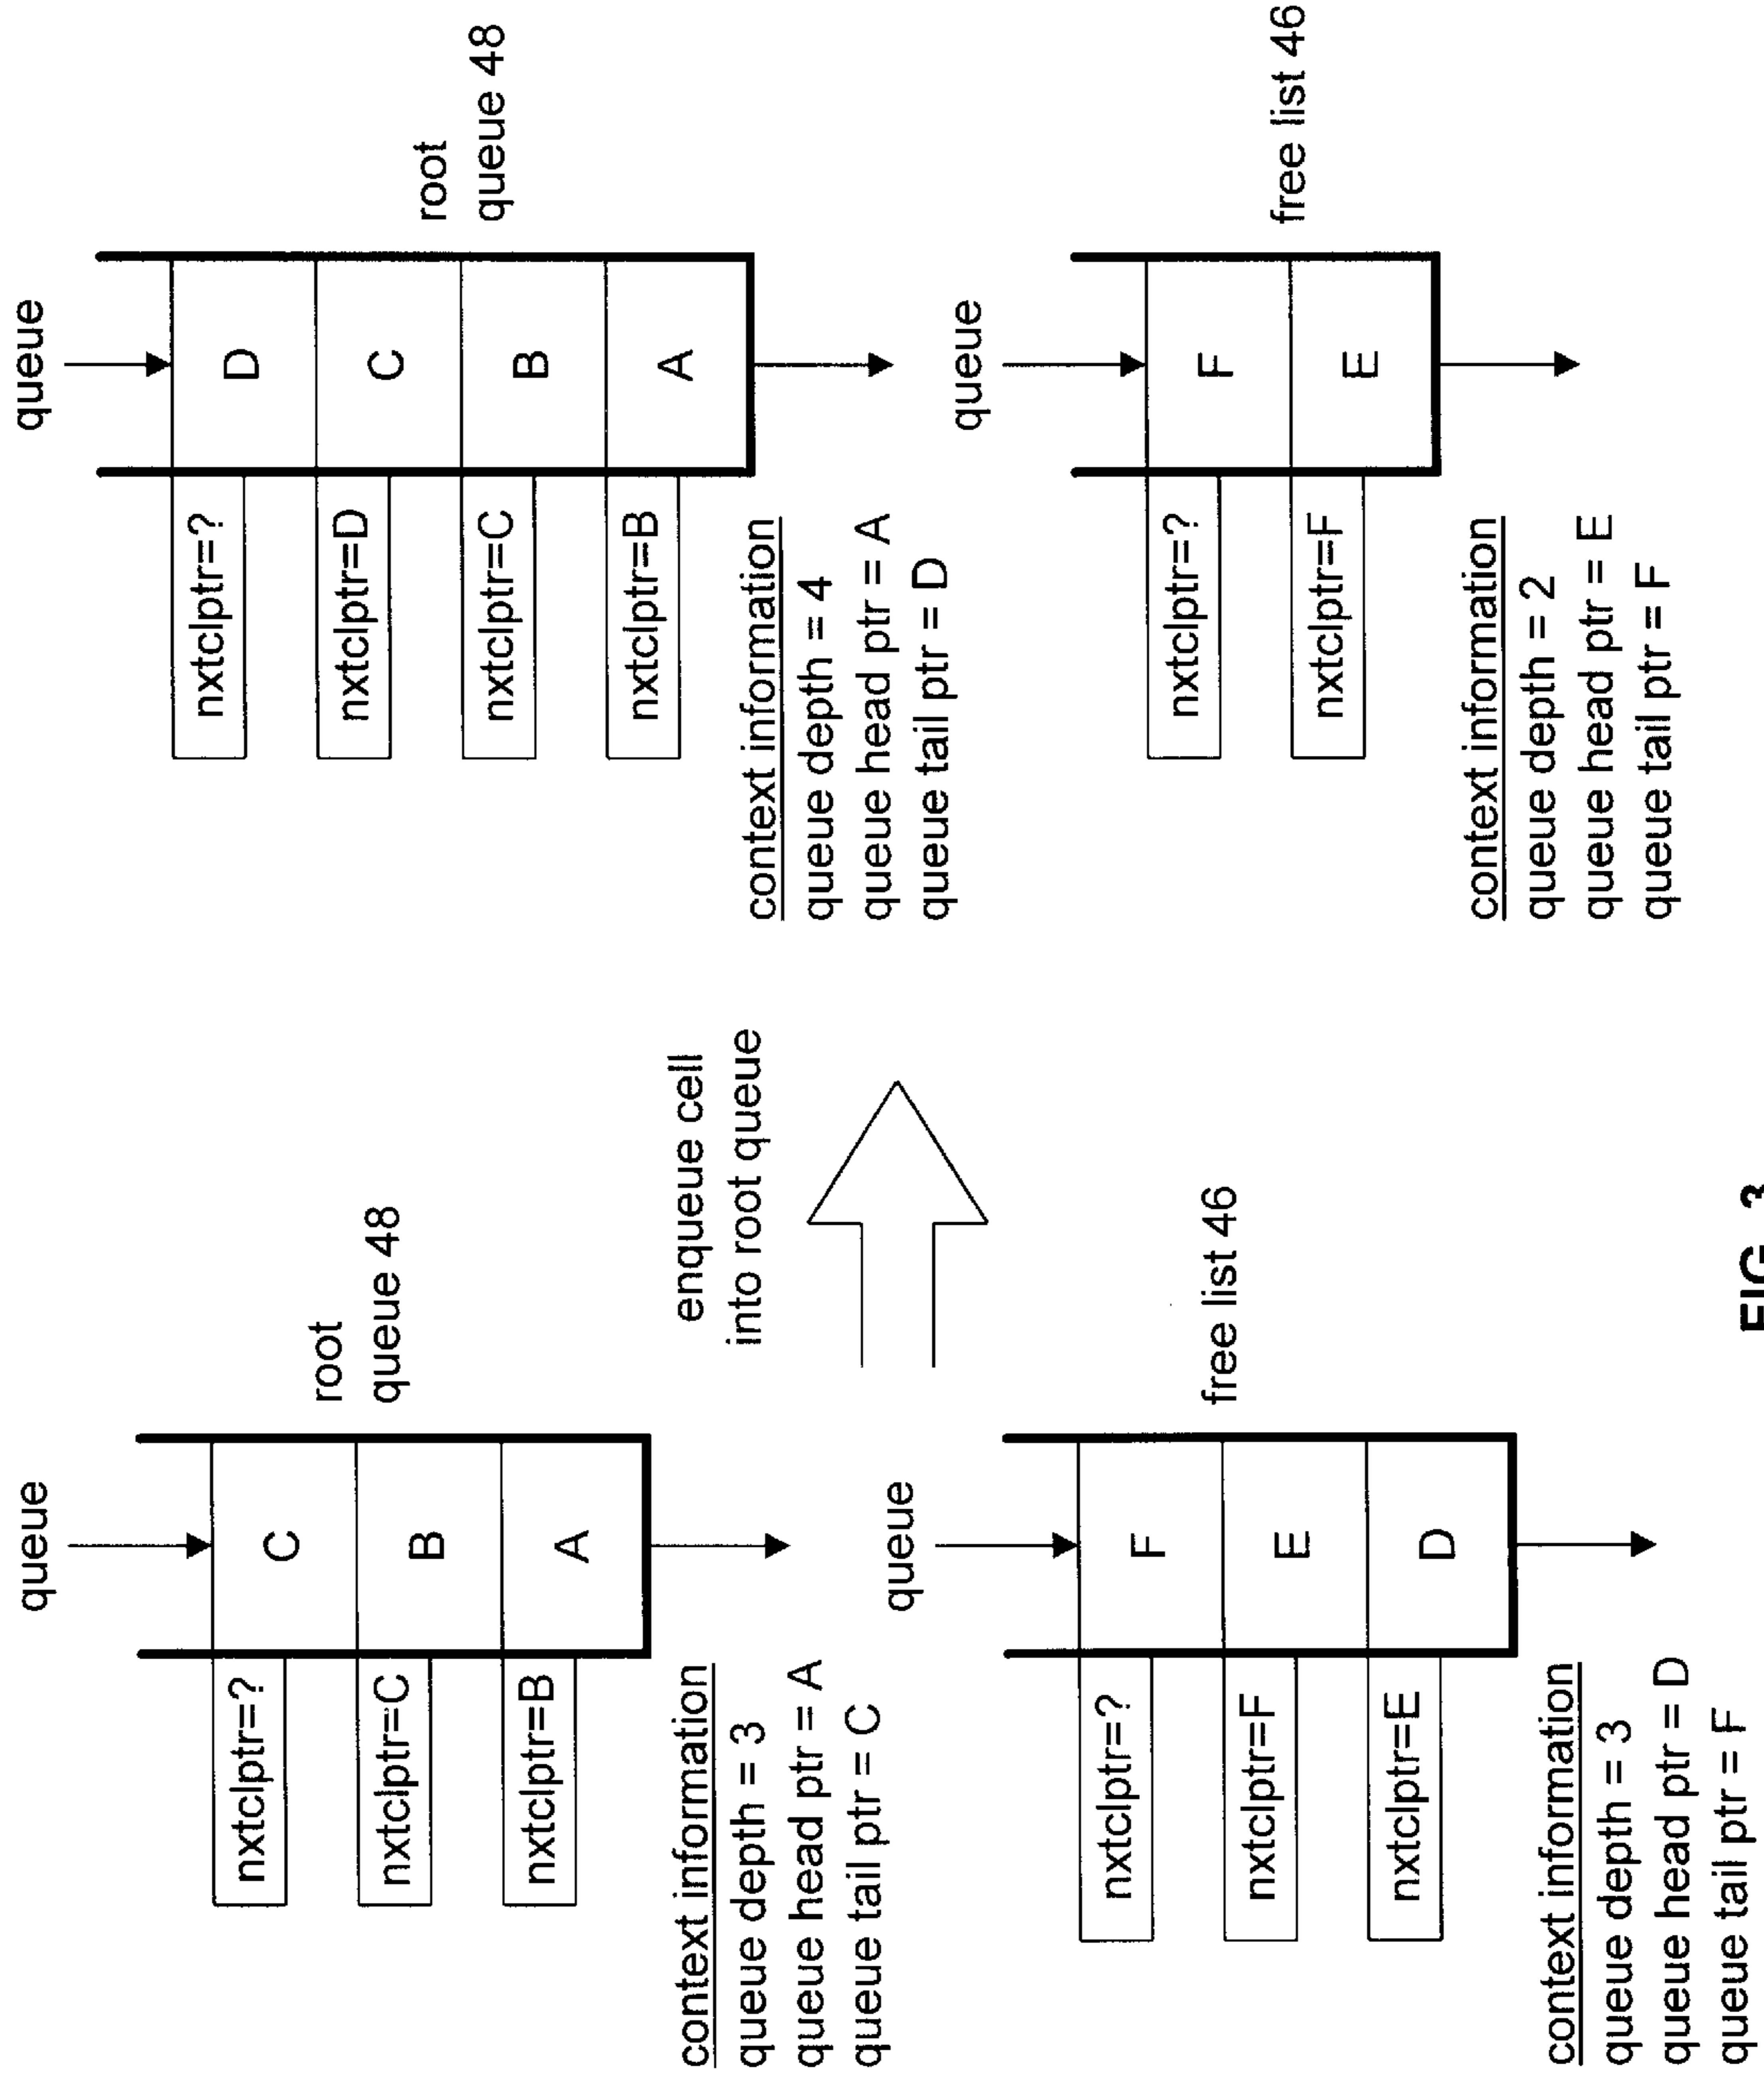 queue
nxtclptr=?
C
nxtclptr=C
B
nxtclptr=B
A
root
queue 48
context information
queue depth = 3
queue head ptr = A
queue tail ptr = C
queue
nxtclptr=?
F
nxtclptr=F
E
nxtclptr=E
D
free list 46
context information
queue depth = 3
queue head ptr = D
queue tail ptr = F
enqueue cell
into root queue
queue
nxtclptr=?
D
nxtclptr=D
C
nxtclptr=C
B
nxtclptr=B
A
root
queue 48
context information
queue depth = 4
queue head ptr = A
queue tail ptr = D
queue
nxtclptr=?
F
nxtclptr=F
E
free list 46
context information
queue depth = 2
queue head ptr = E
queue tail ptr = F
FIG. 3